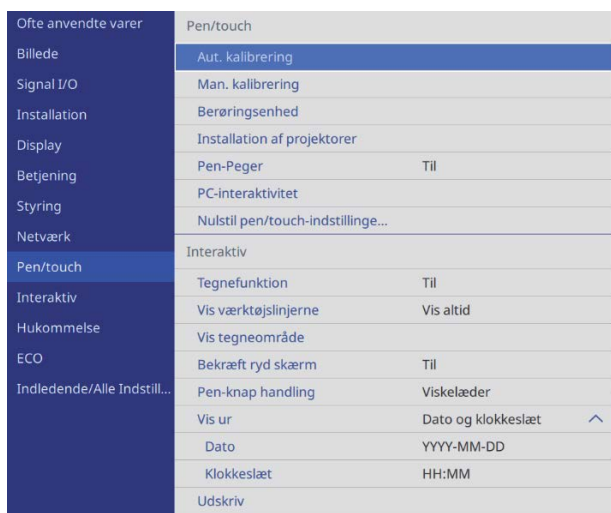 Ofte anvendte varer
Billede
Signal I/O
Installation
Display
Betjening
Styring
Netværk
Pen/touch
Interaktiv
Hukommelse
ECO
Indledende/Alle Indstill...
Pen/touch
Aut. kalibrering
Man. kalibrering
Berøringsenhed
Installation af projektorer
Pen-Peger Til
PC-interaktivitet
Nulstil pen/touch-indstillinge...
Interaktiv
Tegnefunktion Til
Vis værktøjslinjerne Vis altid
Vis tegneområde
Bekræft ryd skærm Til
Pen-knap handling Viskelæder
Vis ur Dato og klokkeslæt
Dato YYYY-MM-DD
Klokkeslæt HH:MM
Udskriv